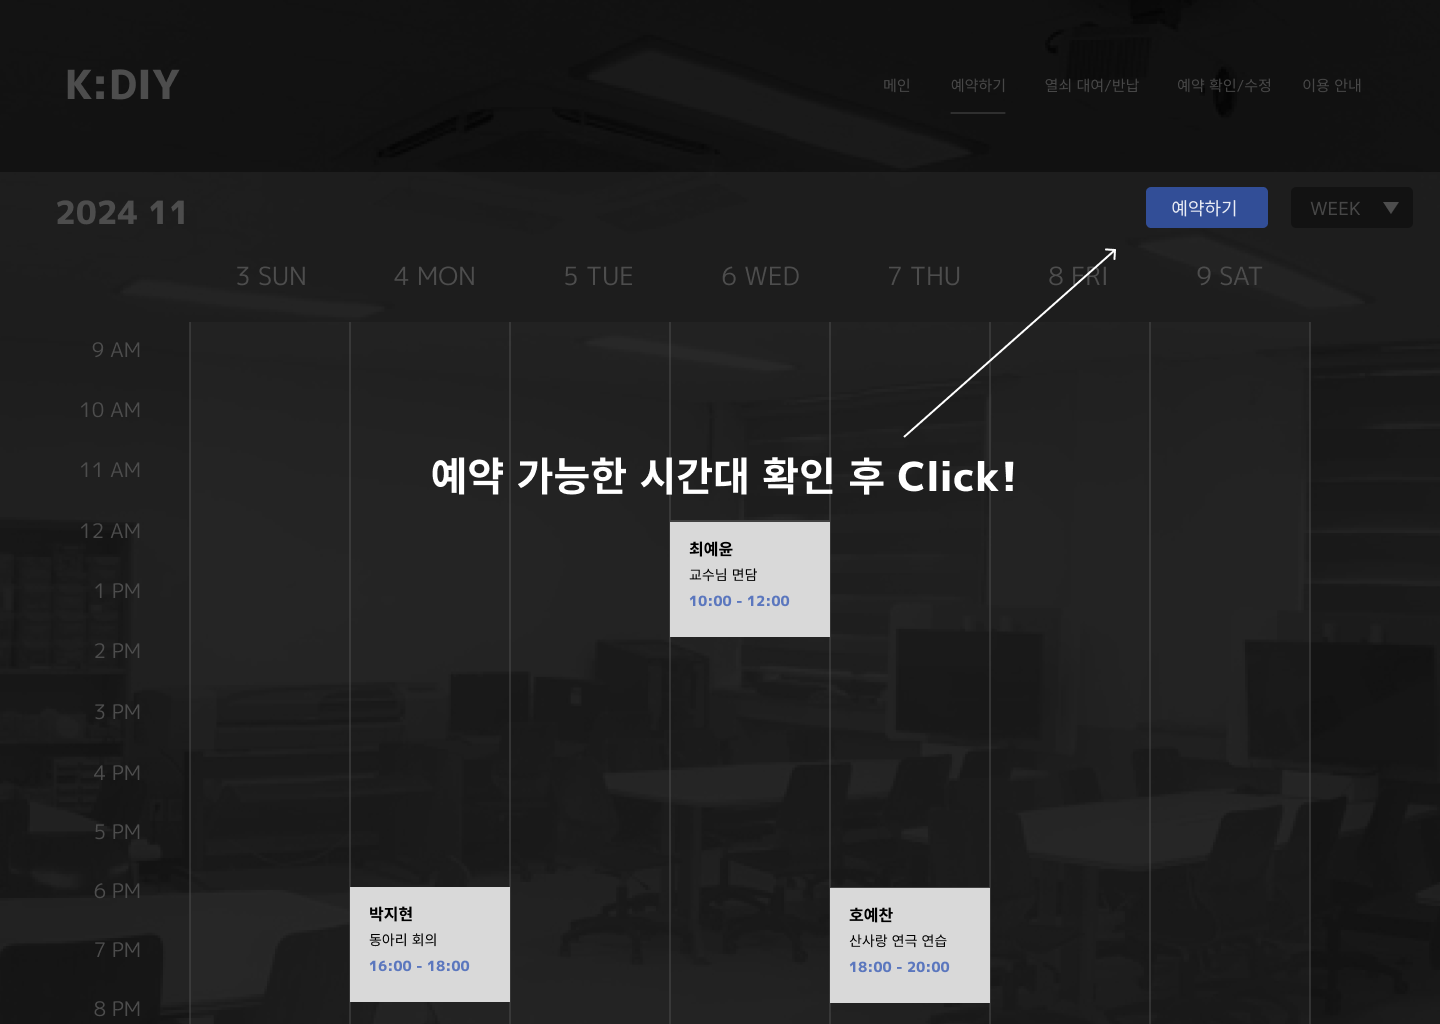 K:DIY
메인 예약하기 열쇠 대여/반납 예약 확인/수정 이용 안내
2024 11
예약하기 WEEK
3 SUN 4 MON 5 TUE 6 WED 7 THU 8 FRI 9 SAT
9 AM
10 AM
11 AM
예약 가능한 시간대 확인 후 Click!
12 AM
최예윤
교수님 면담
10:00 - 12:00
1 PM
2 PM
3 PM
4 PM
5 PM
6 PM
박지현
동아리 회의
16:00 - 18:00
호예찬
산사랑 연극 연습
18:00 - 20:00
7 PM
8 PM